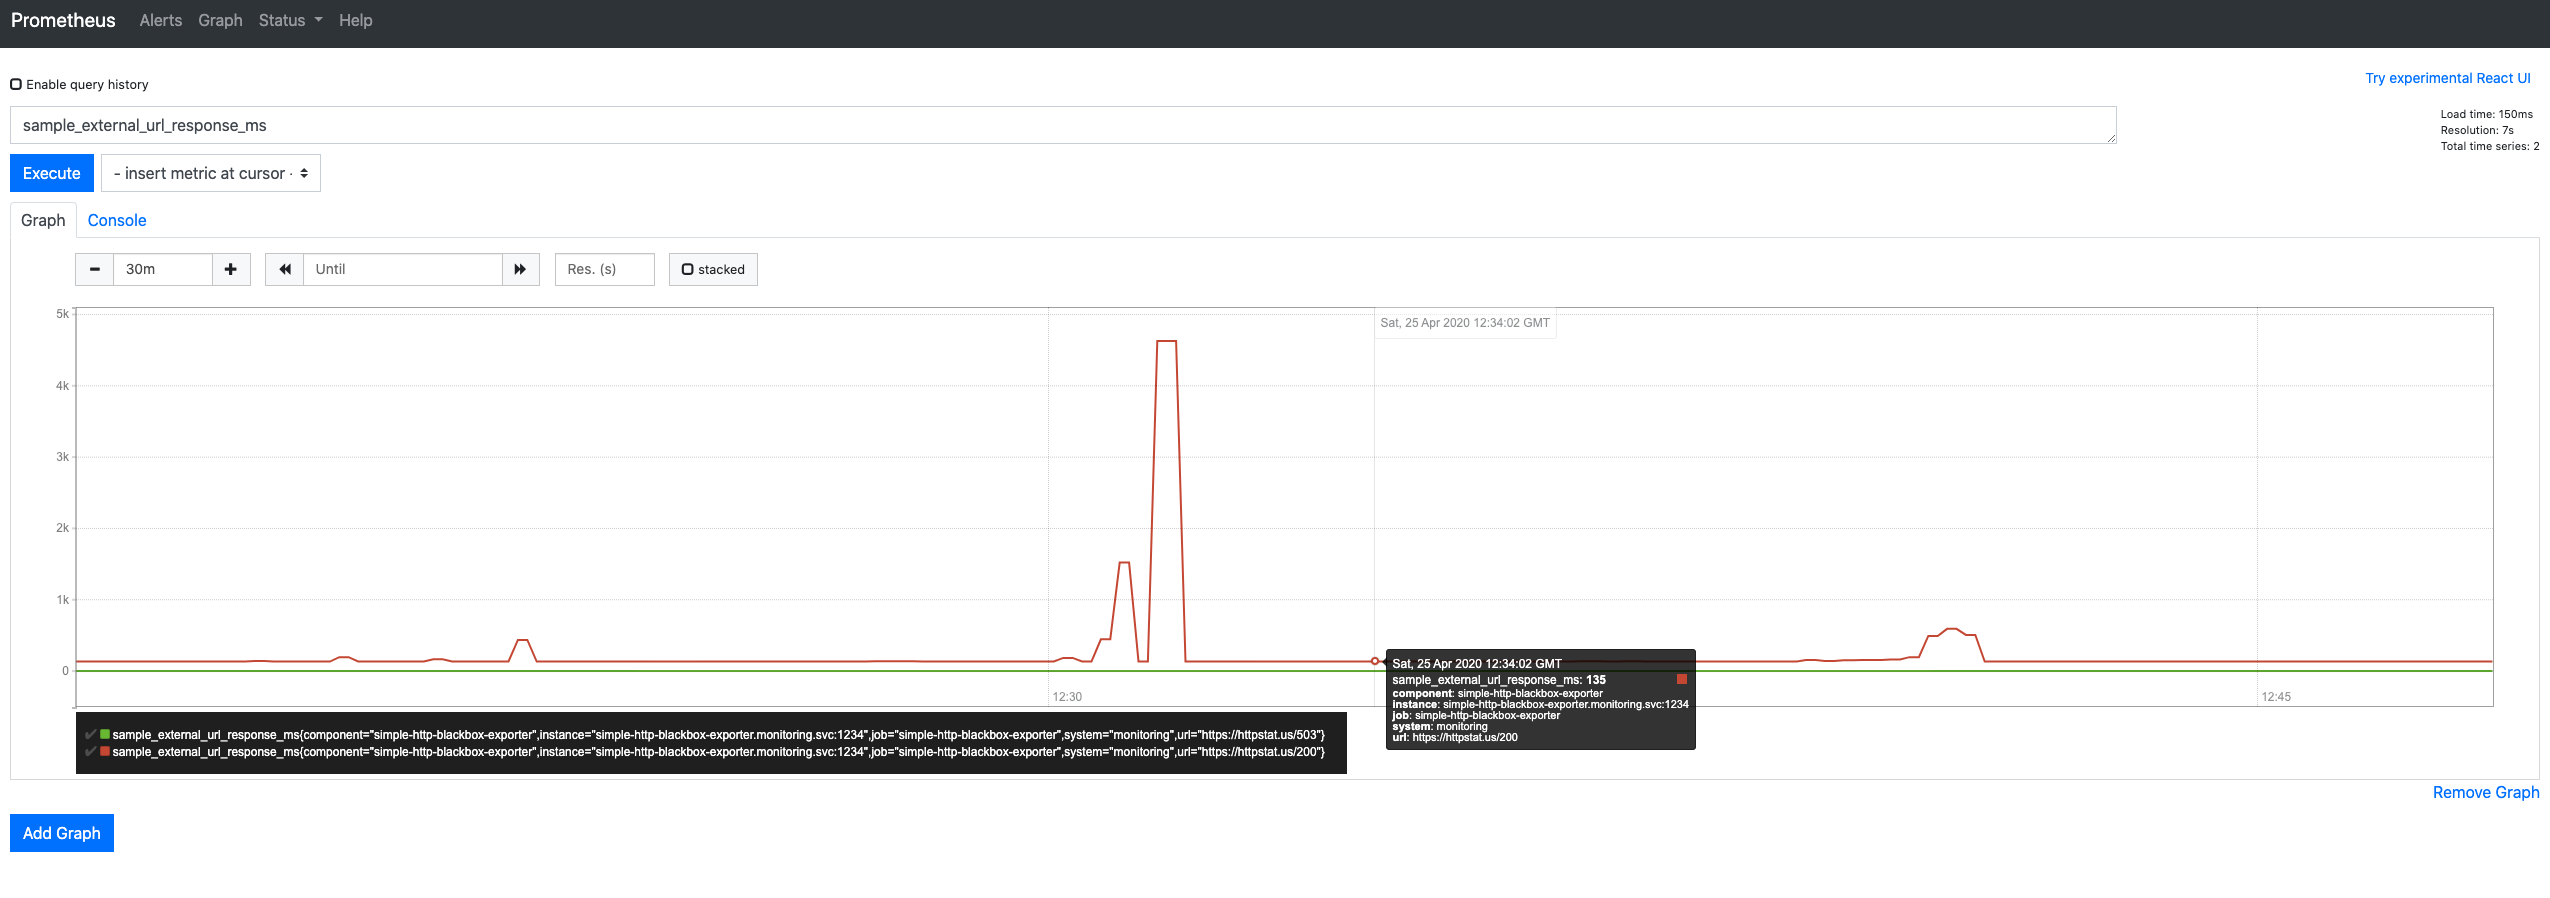 Prometheus Alerts Graph Status Help
Enable query history
Try experimental React UI
sample_external_url_response_ms
Load time: 150ms
Resolution: 7s
Total time series: 2
Execute - insert metric at cursor -
Graph Console
30m Until Res. (s) stacked
5k
4k
3k
2k
1k
0
Sat, 25 Apr 2020 12:34:02 GMT
12:30
12:45
Sat, 25 Apr 2020 12:34:02 GMT
sample_external_url_response_ms: 135
component: simple-http-blackbox-exporter
instance: simple-http-blackbox-exporter.monitoring.svc:1234
job: simple-http-blackbox-exporter
system: monitoring
url: https://httpstat.us/200
sample_external_url_response_ms{component="simple-http-blackbox-exporter",instance="simple-http-blackbox-exporter.monitoring.svc:1234",job="simple-http-blackbox-exporter",system="monitoring",url="https://httpstat.us/503"}
sample_external_url_response_ms{component="simple-http-blackbox-exporter",instance="simple-http-blackbox-exporter.monitoring.svc:1234",job="simple-http-blackbox-exporter",system="monitoring",url="https://httpstat.us/200"}
Remove Graph
Add Graph